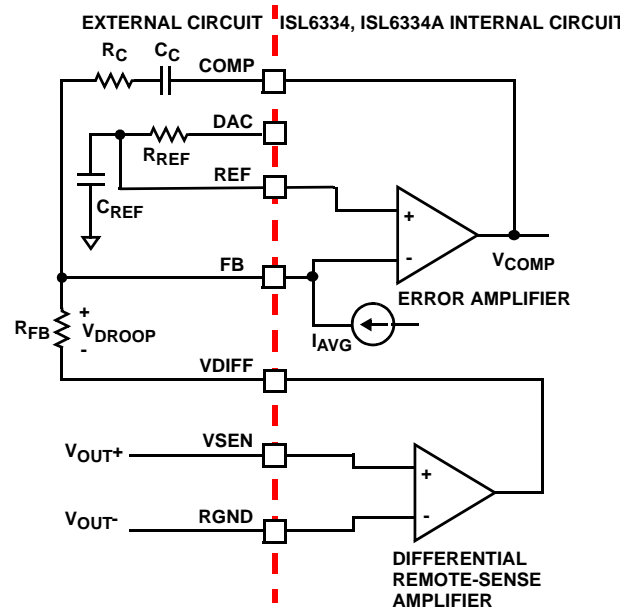 EXTERNAL CIRCUIT
ISL6334, ISL6334A INTERNAL CIRCUIT
RC
CC
COMP
DAC
RREF
REF
CREF
+
-
VCOMP
ERROR AMPLIFIER
FB
IAVG
RFB
+
VDROOP
-
VDIFF
VOUT+
VSEN
+
VOUT-
RGND
-
DIFFERENTIAL
REMOTE-SENSE
AMPLIFIER